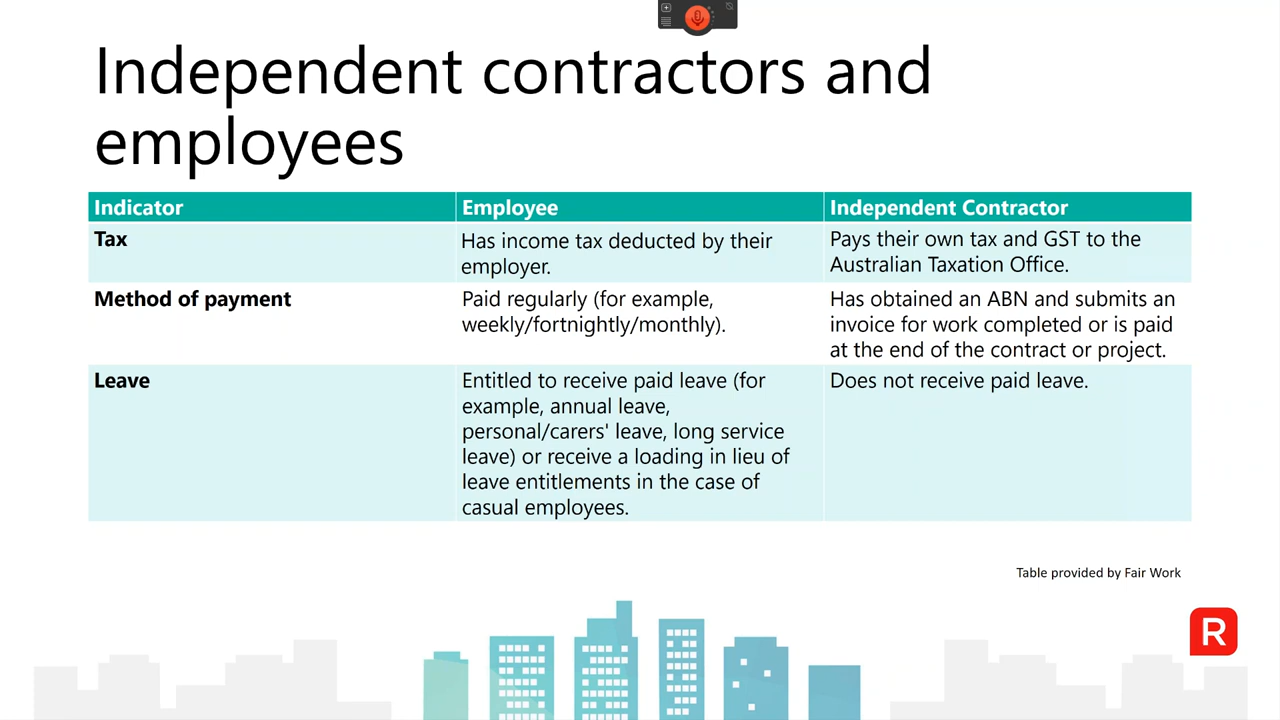 Independent contractors and
employees
Indicator
Employee
Independent Contractor
Tax
Has income tax deducted by their
employer.
Pays their own tax and GST to the
Australian Taxation Office.
Method of payment
Paid regularly (for example,
weekly/fortnightly/monthly).
Has obtained an ABN and submits an
invoice for work completed or is paid
at the end of the contract or project.
Leave
Entitled to receive paid leave (for
example, annual leave,
personal/carers' leave, long service
leave) or receive a loading in lieu of
leave entitlements in the case of
casual employees.
Does not receive paid leave.
Table provided by Fair Work
R